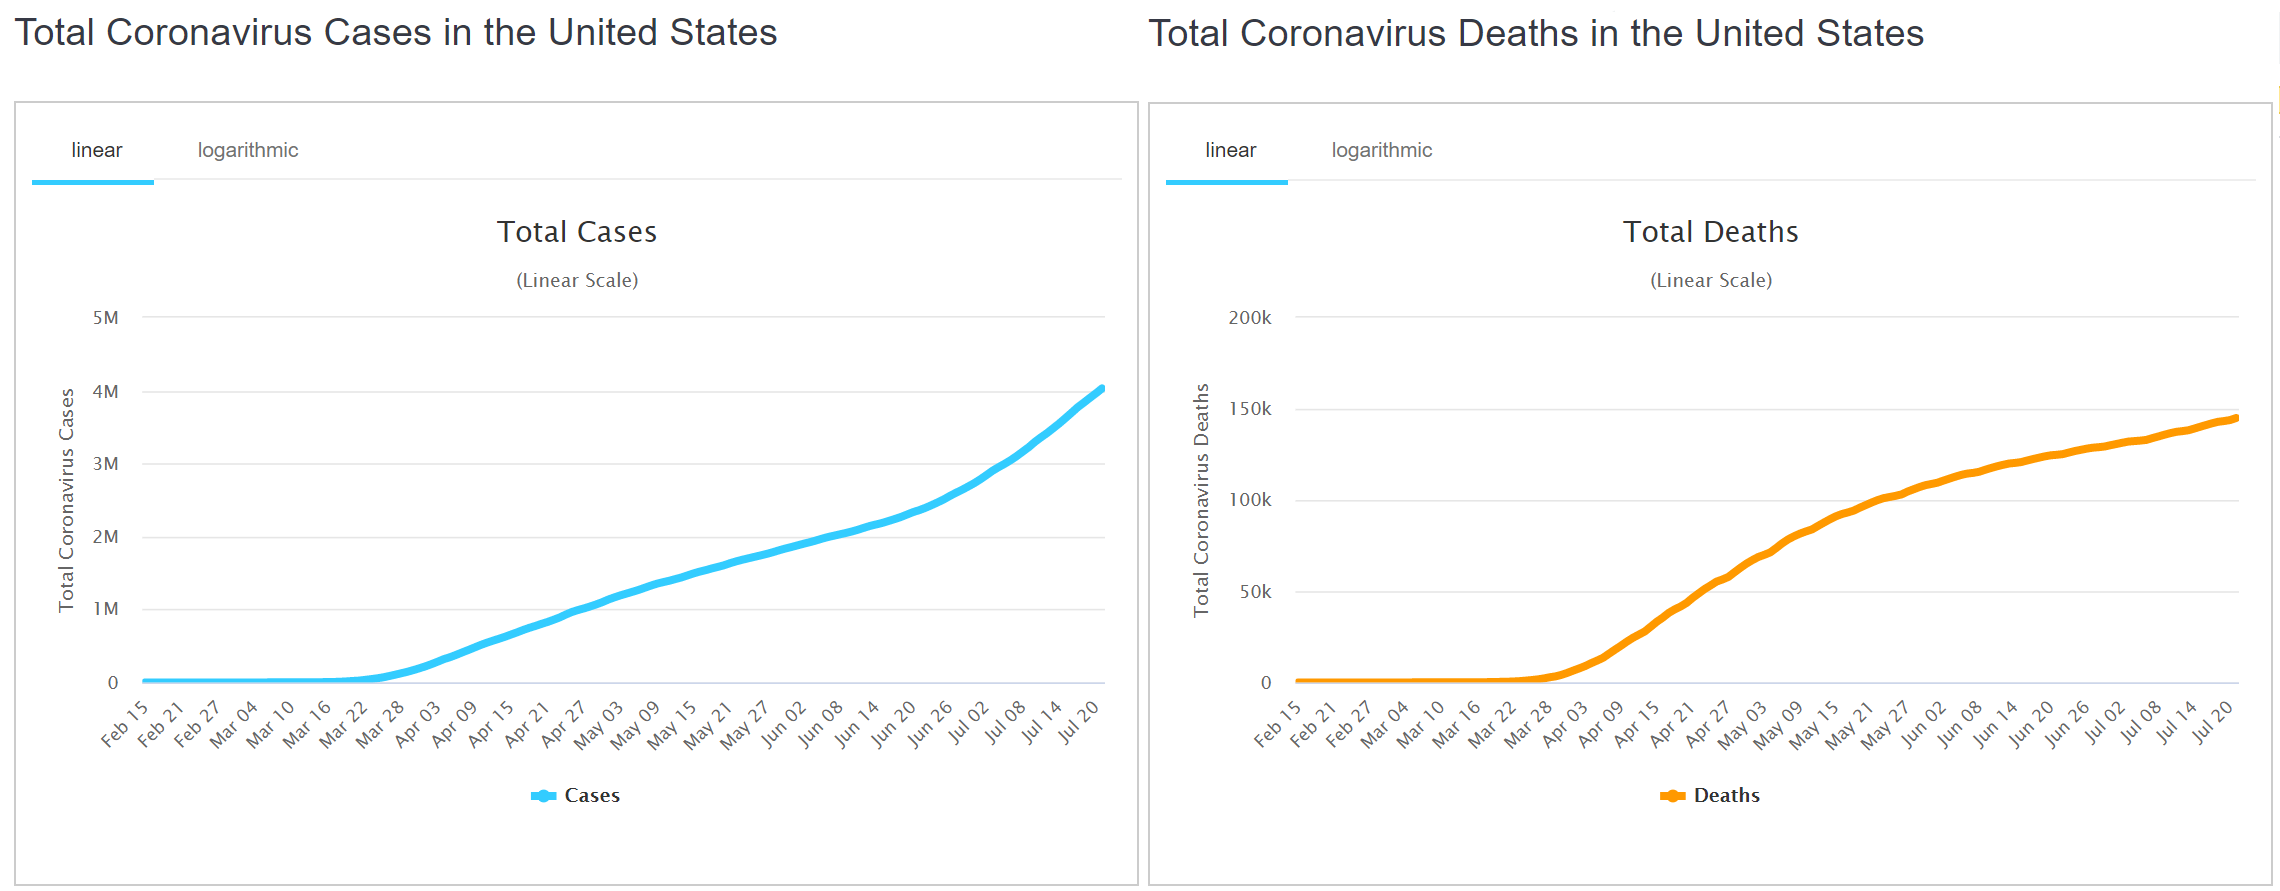 Total Coronavirus Cases in the United States
linear logarithmic
Total Cases
(Linear Scale)
Total Coronavirus Cases
5M
4M
3M
2M
1M
0
Feb 15 Feb 21 Feb 27 Mar 04 Mar 10 Mar 16 Mar 22 Mar 28 Apr 03 Apr 09 Apr 15 Apr 21 Apr 27 May 03 May 09 May 15 May 21 May 27 Jun 02 Jun 08 Jun 14 Jun 20 Jun 26 Jul 02 Jul 08 Jul 14 Jul 20
Cases
Total Coronavirus Deaths in the United States
linear logarithmic
Total Deaths
(Linear Scale)
Total Coronavirus Deaths
200k
150k
100k
50k
0
Feb 15 Feb 21 Feb 27 Mar 04 Mar 10 Mar 16 Mar 22 Mar 28 Apr 03 Apr 09 Apr 15 Apr 21 Apr 27 May 03 May 09 May 15 May 21 May 27 Jun 02 Jun 08 Jun 14 Jun 20 Jun 26 Jul 02 Jul 08 Jul 14 Jul 20
Deaths